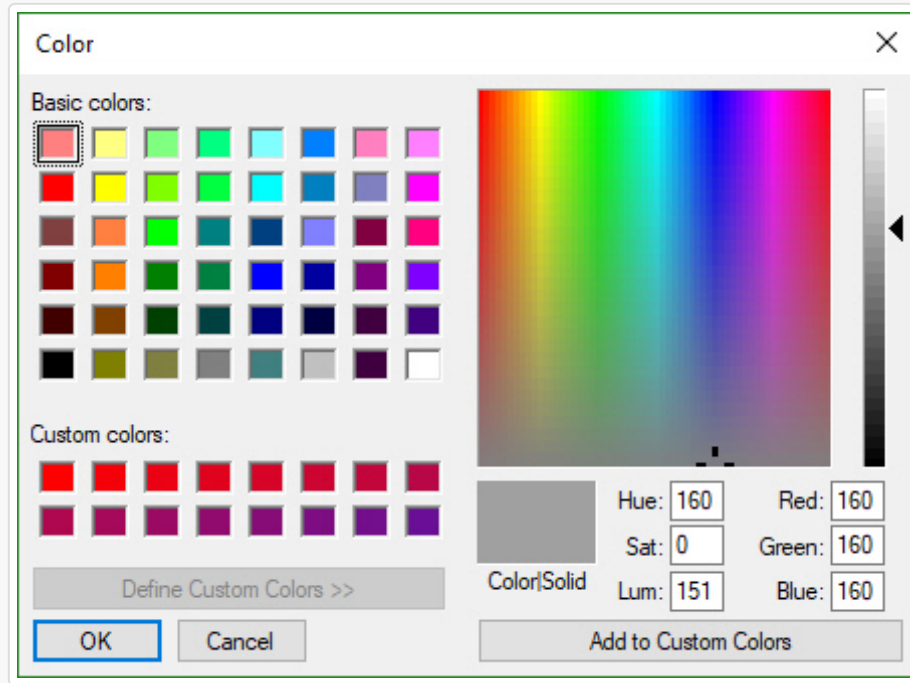 Color
Basic colors:
Custom colors:
Define Custom Colors >>
OK
Cancel
Color|Solid
Hue: 160
Sat: 0
Lum: 151
Red: 160
Green: 160
Blue: 160
Add to Custom Colors